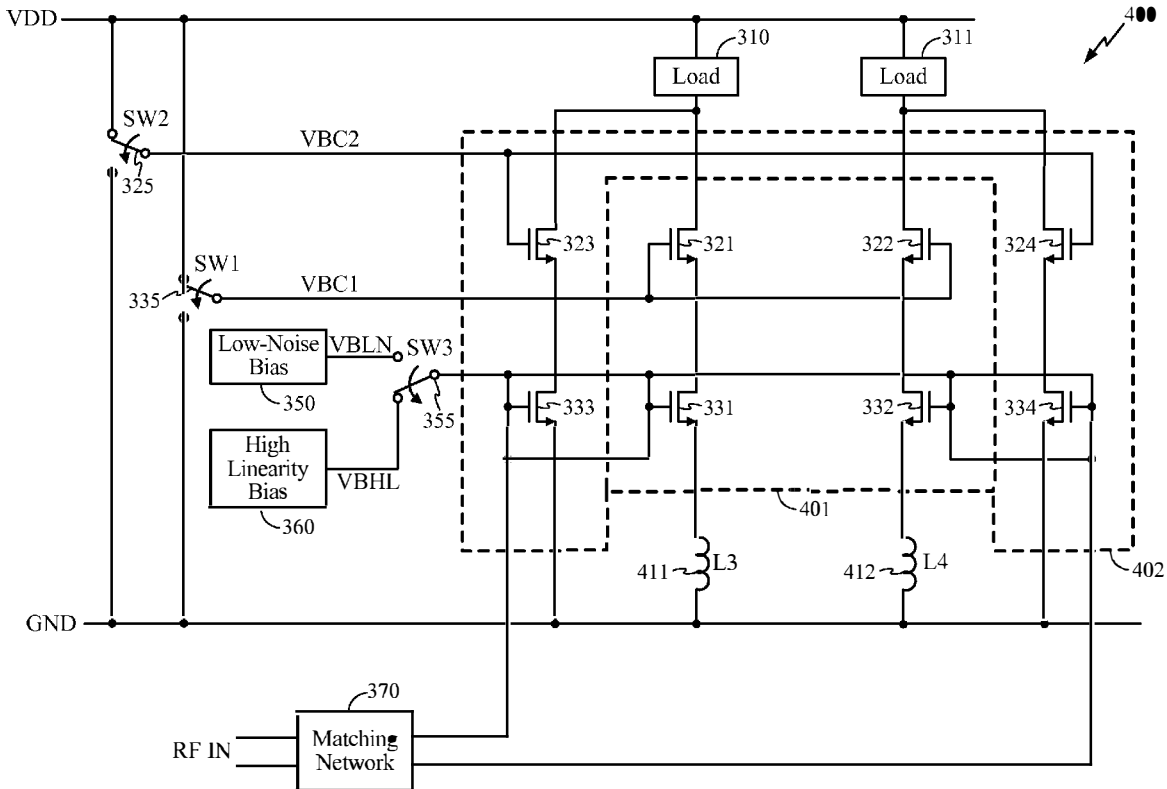 VDD
310
311
400
Load
Load
SW2
VBC2
325
323
321
322
324
SW1
335
VBC1
Low-Noise
Bias
VBLN
SW3
350
355
333
331
332
334
High
Linearity
Bias
VBHL
360
401
411
L3
412
L4
402
GND
370
RF IN
Matching
Network